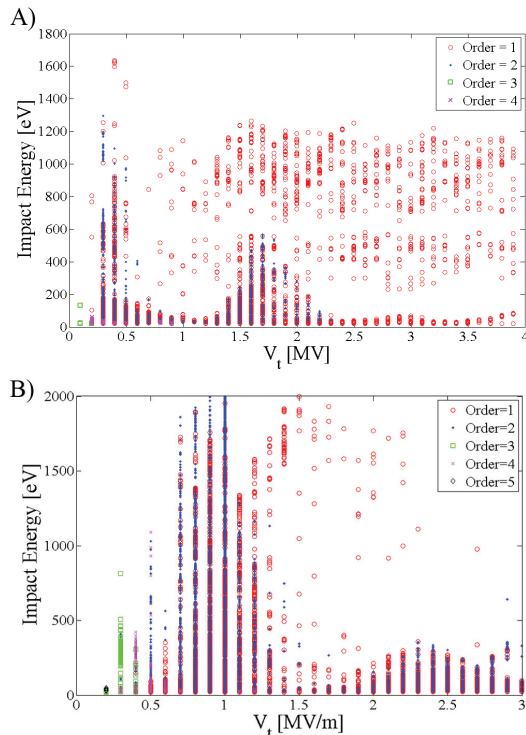 A)
1800
1600
1400
1200
1000
800
600
400
200
0
Impact Energy [eV]
Order = 1
Order = 2
Order = 3
Order = 4
0 0.5 1 1.5 2 2.5 3 3.5 4
V_t [MV]
B)
2000
1500
1000
500
0
Impact Energy [eV]
Order=1
Order=2
Order=3
Order=4
Order=5
0 0.5 1 1.5 2 2.5 3
V_t [MV/m]